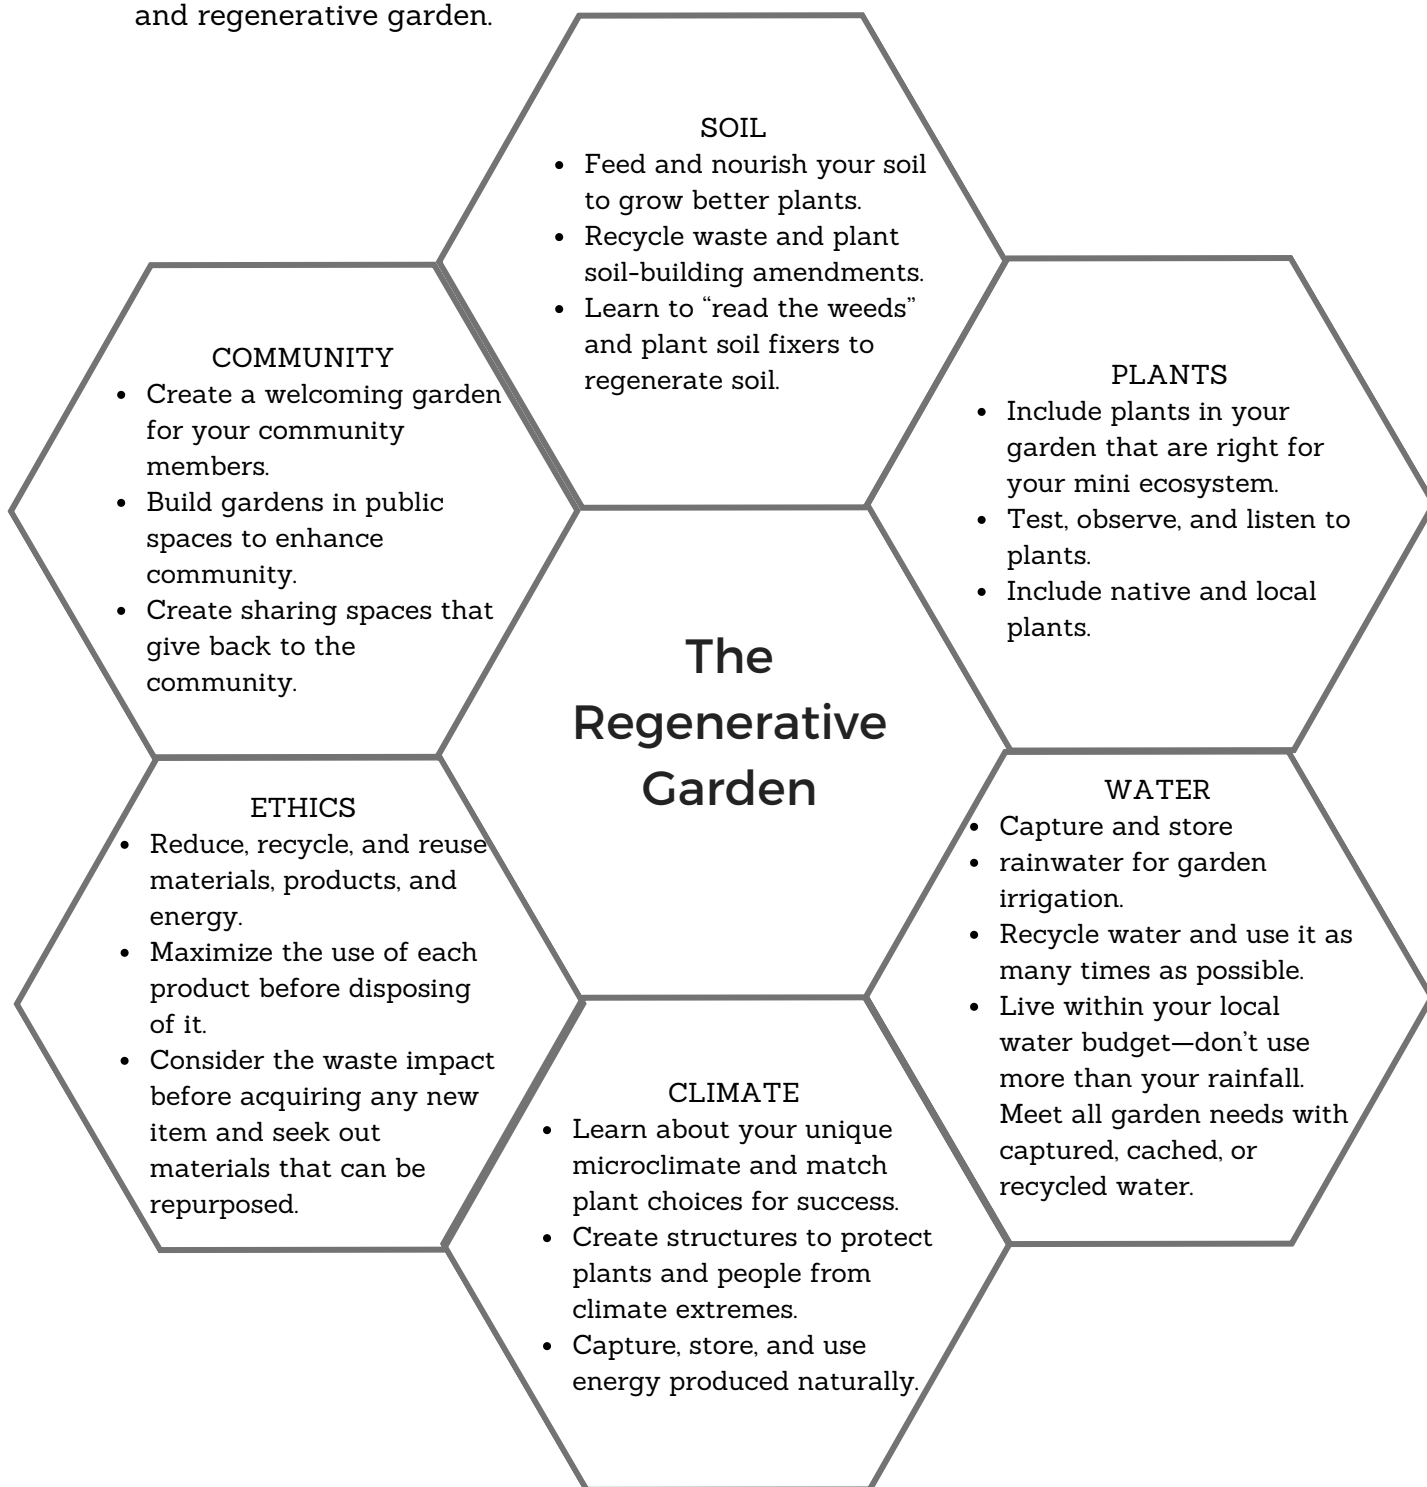 and regenerative garden.
SOIL
• Feed and nourish your soil
to grow better plants.
• Recycle waste and plant
soil-building amendments.
• Learn to “read the weeds”
and plant soil fixers to
regenerate soil.
COMMUNITY
• Create a welcoming garden
for your community
members.
• Build gardens in public
spaces to enhance
community.
• Create sharing spaces that
give back to the
community.
PLANTS
• Include plants in your
garden that are right for
your mini ecosystem.
• Test, observe, and listen to
plants.
• Include native and local
plants.
The
Regenerative
Garden
ETHICS
• Reduce, recycle, and reuse
materials, products, and
energy.
• Maximize the use of each
product before disposing
of it.
• Consider the waste impact
before acquiring any new
item and seek out
materials that can be
repurposed.
WATER
• Capture and store
• rainwater for garden
irrigation.
• Recycle water and use it as
many times as possible.
• Live within your local
water budget—don’t use
more than your rainfall.
Meet all garden needs with
captured, cached, or
recycled water.
CLIMATE
• Learn about your unique
microclimate and match
plant choices for success.
• Create structures to protect
plants and people from
climate extremes.
• Capture, store, and use
energy produced naturally.